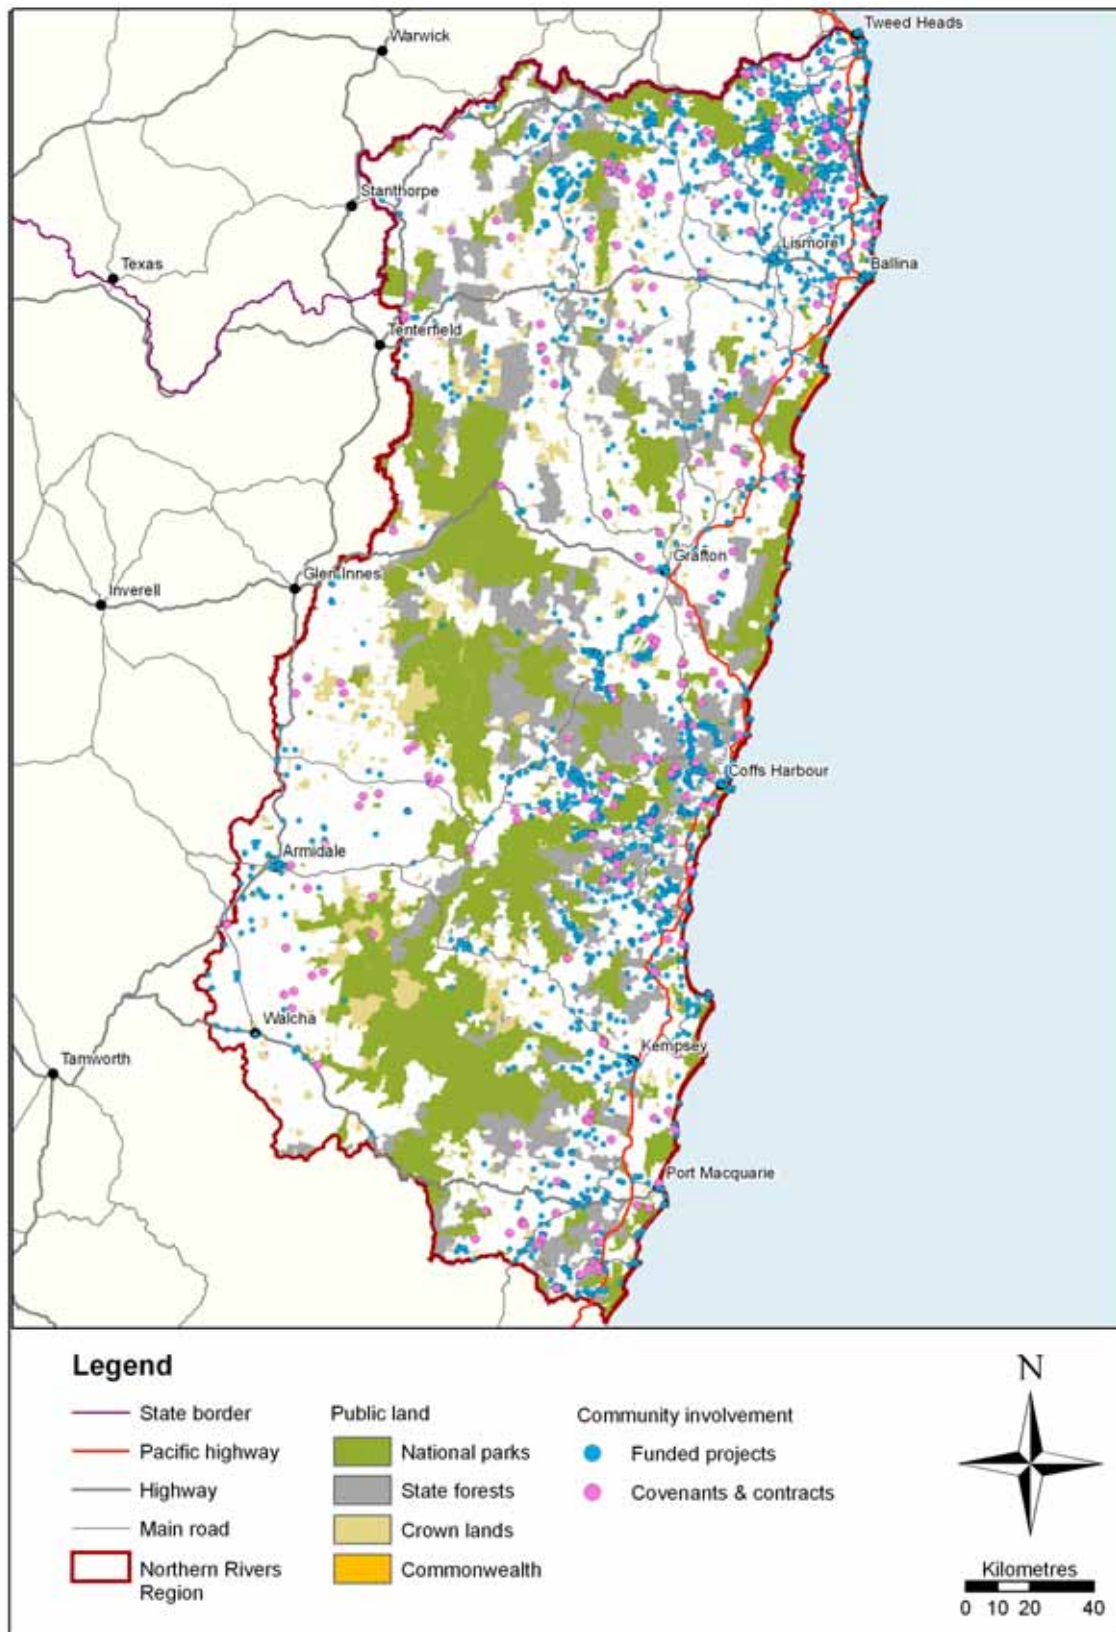 Tweed Heads
Warwick
Stanthorpe
Lismore
Texas
Ballina
Tenterfield
Grafton
Glen Innes
Inverell
Coffs Harbour
Armidale
Walcha
Kempsey
Tamworth
Port Macquarie
Legend
State border
Pacific highway
Highway
Main road
Northern Rivers
Region
Public land
National parks
State forests
Crown lands
Commonwealth
Community involvement
Funded projects
Covenants & contracts
N
Kilometres
0 10 20 40